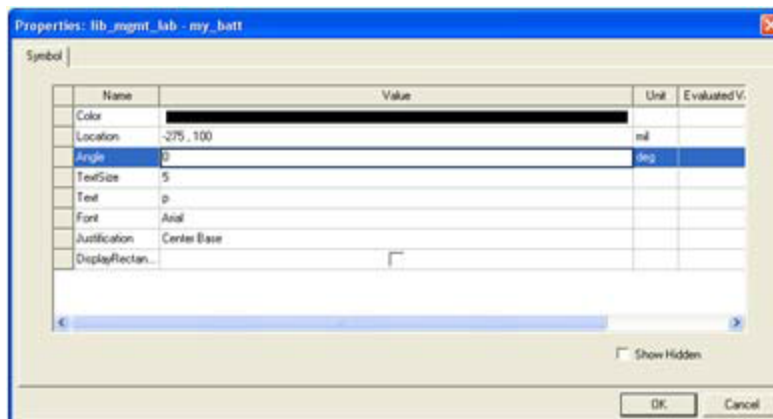 Properties: lib_mgmt_lab - my_batt
Symbol
Name Value Unit Evaluated V.
Color
Location -275 , 100 mil
Angle 0 deg
TextSize 5
Text p
Font Arial
Justification Center Base
DisplayRectan...
Show Hidden
OK Cancel